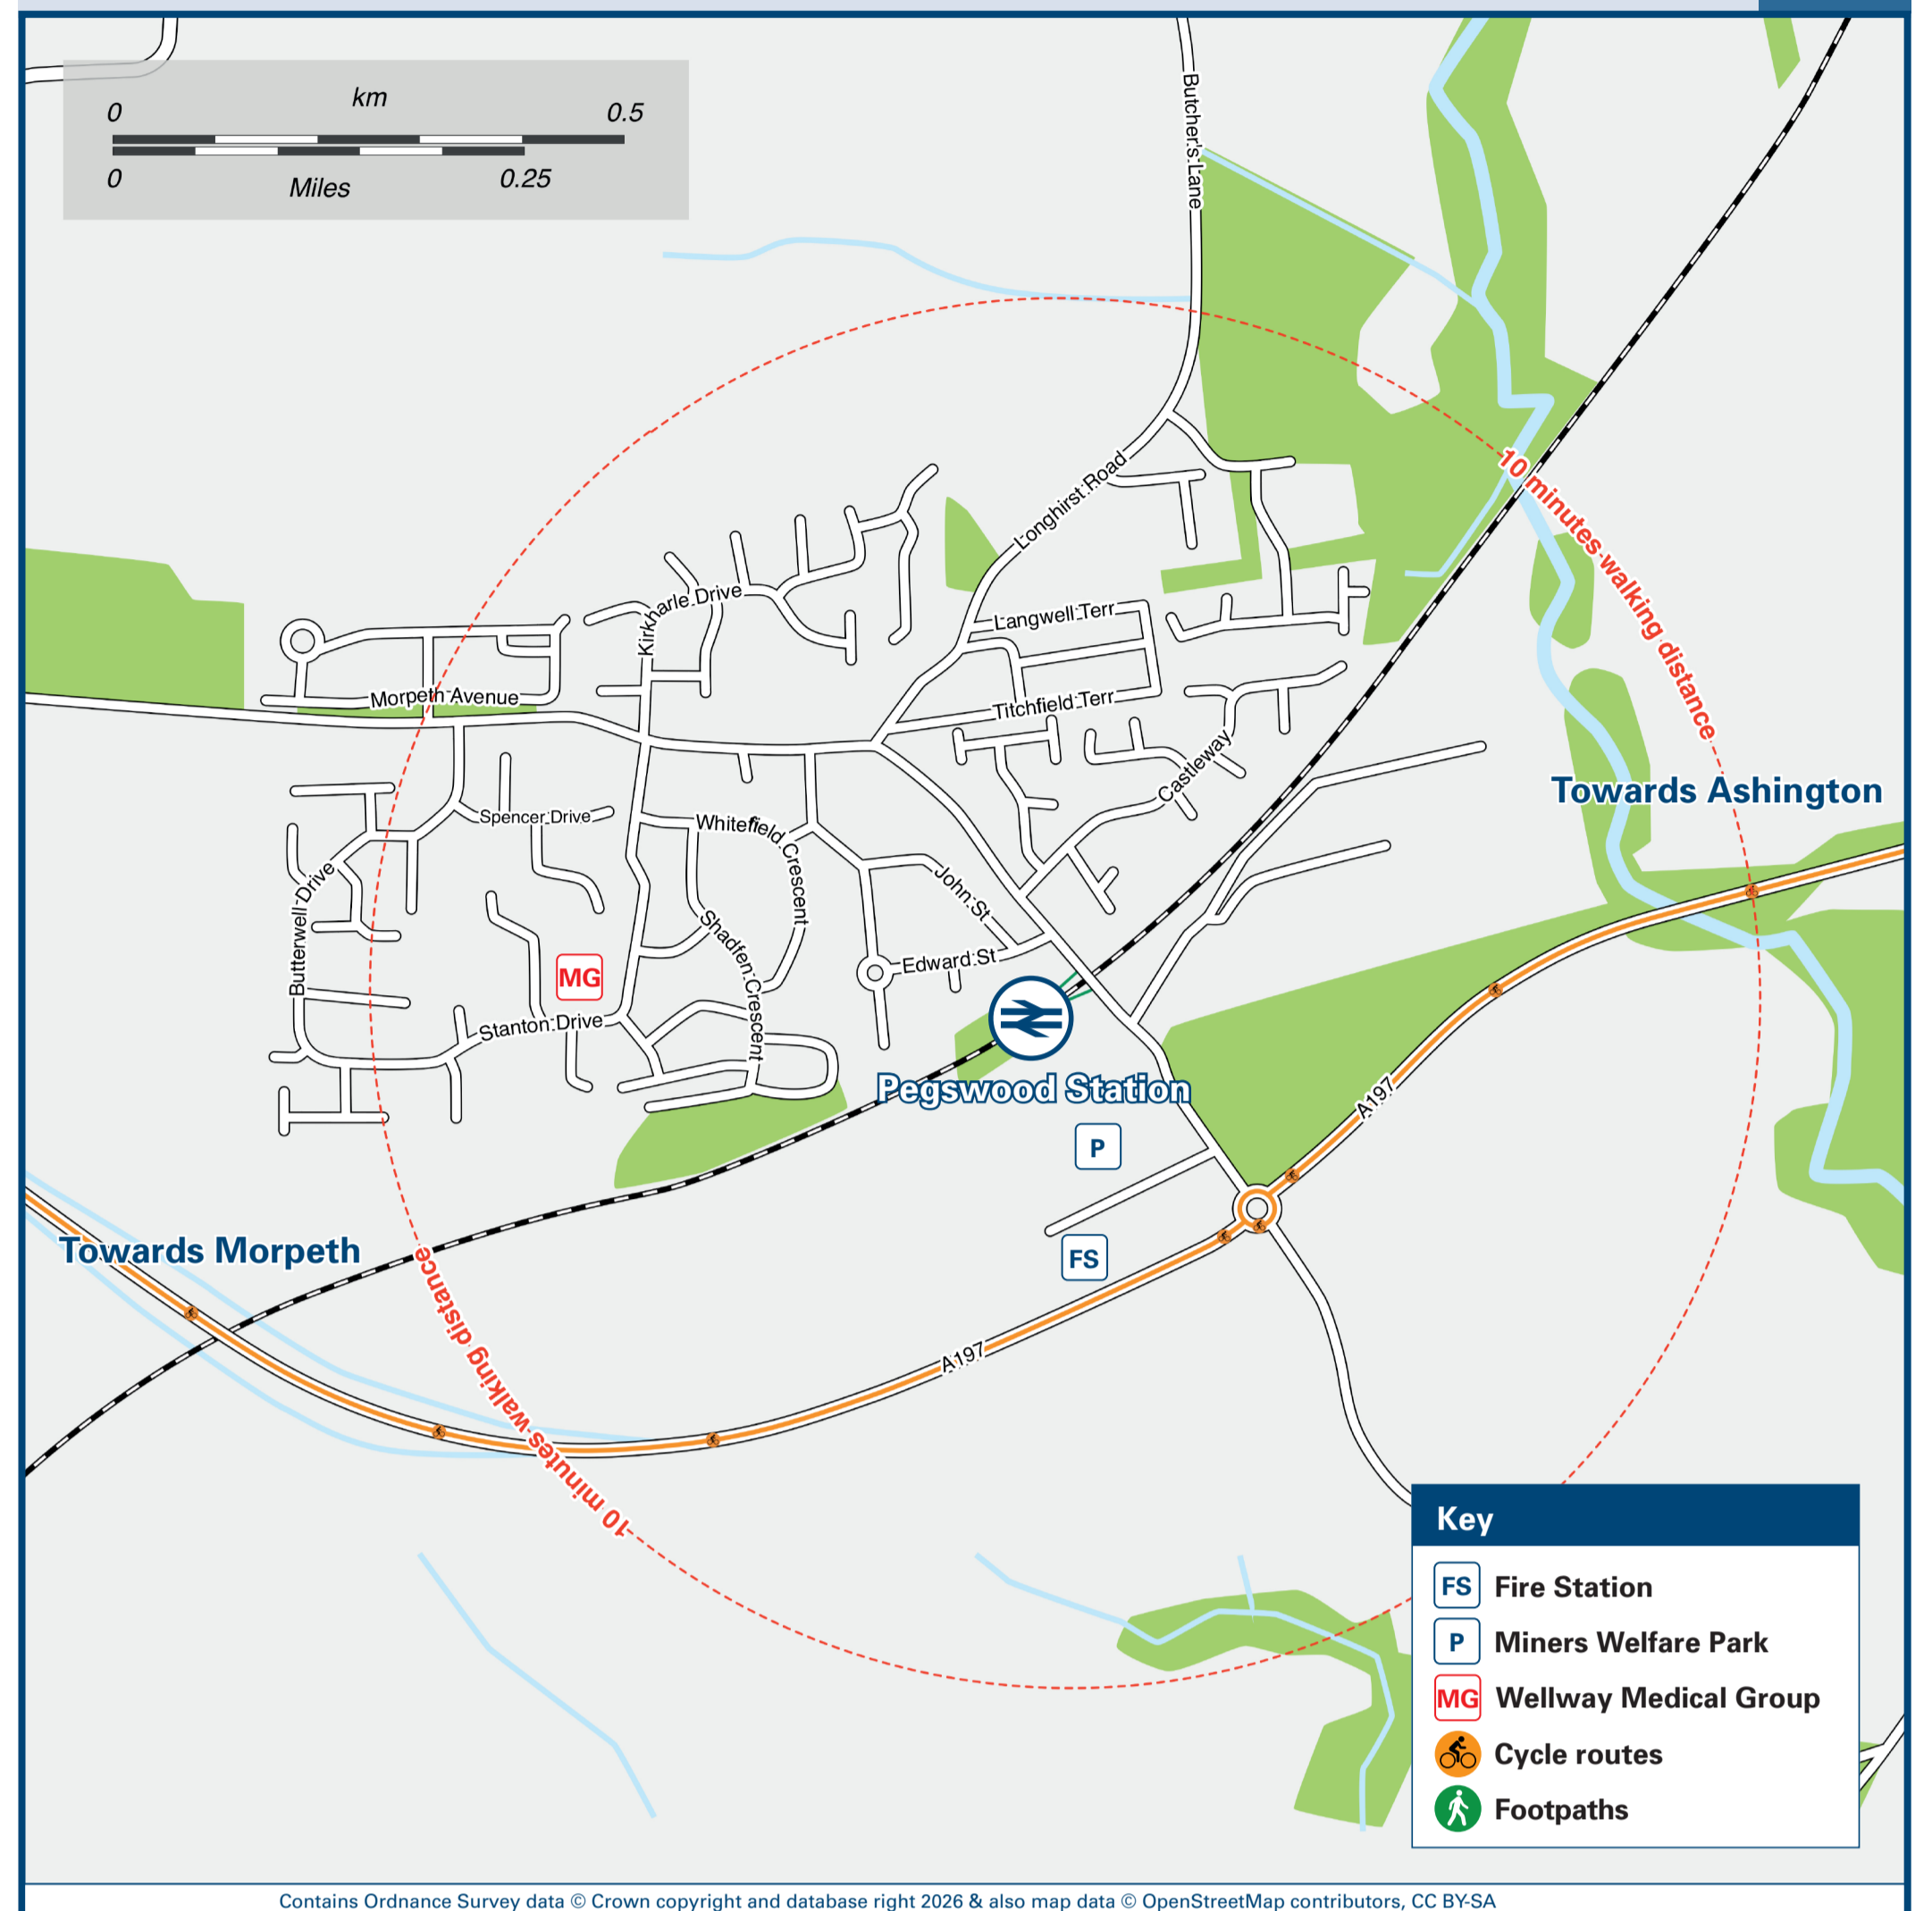 km
0
0.5
0
Miles
0.25
Butcher's Lane
Longhirst Road
10 minutes walking distance
Kirkharle Drive
Langwell Terr
Morpeth Avenue
Titchfield Terr
Castleway
Towards Ashington
Spencer Drive
Whitefield Crescent
John St
Butterwell Drive
Shadfen Crescent
MG
Edward St
Stanton Drive
Pegswood Station
A197
P
Towards Morpeth
FS
A197
10 minutes walking distance
Key
FS Fire Station
P Miners Welfare Park
MG Wellway Medical Group
Cycle routes
Footpaths
Contains Ordnance Survey data © Crown copyright and database right 2026 & also map data © OpenStreetMap contributors, CC BY-SA